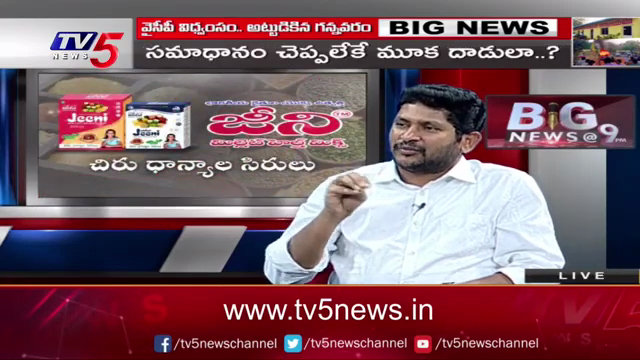 TV5
NEWS
వైసీపీ విధ్వంసం.. అట్టుడికిన గన్నవరం
BIG NEWS
సమాధానం చెప్పలేకే మూక దాడులా..?
Jeeni
Jeeni
జీని
TM
చిరు ధాన్యాల సిరులు
BIG
NEWS@9PM
LIVE
www.tv5news.in
/tv5newschannel
/tv5newschannel
/tv5newschannel